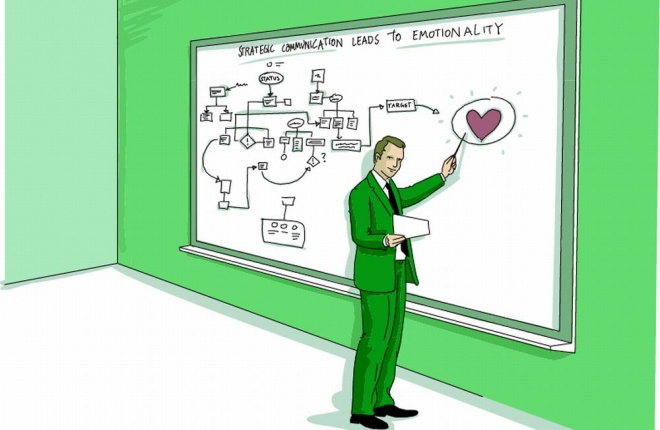 STRATEGIC COMMUNICATION LEADS TO EMOTIONALITY
STATUS
TARGET
!
?